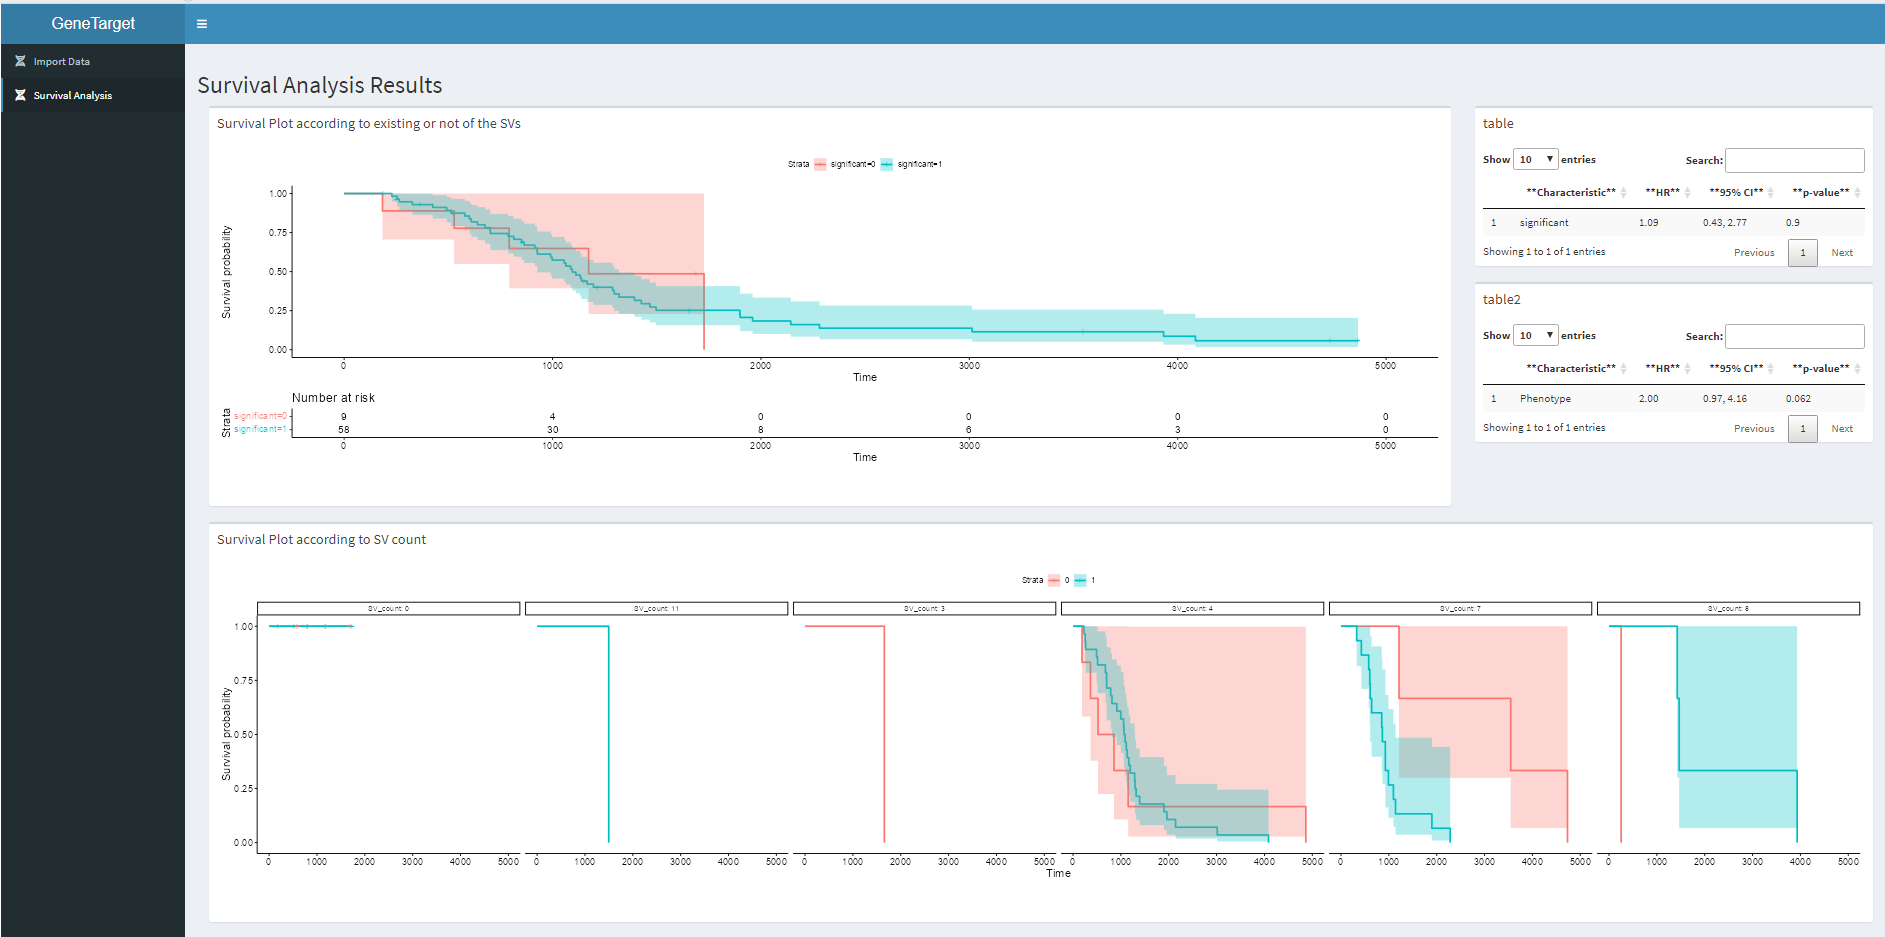 GeneTarget
Import Data
Survival Analysis
Survival Analysis Results
Survival Plot according to existing or not of the SVs
Strata significant=0 significant=1
Survival probability
1.00
0.75
0.50
0.25
0.00
0 1000 2000 3000 4000 5000
Time
Number at risk
Strata
significant=0 9 4 0 0 0 0
significant=1 58 30 8 6 3 0
0 1000 2000 3000 4000 5000
Time
table
Show 10 entries Search:
**Characteristic** **HR** **95% CI** **p-value**
1 significant 1.09 0.43, 2.77 0.9
Showing 1 to 1 of 1 entries Previous 1 Next
table2
Show 10 entries Search:
**Characteristic** **HR** **95% CI** **p-value**
1 Phenotype 2.00 0.97, 4.16 0.062
Showing 1 to 1 of 1 entries Previous 1 Next
Survival Plot according to SV count
Strata 0 1
SV_count: 0 SV_count: 11 SV_count: 3 SV_count: 4 SV_count: 7 SV_count: 8
Survival probability
1.00
0.75
0.50
0.25
0.00
0 1000 2000 3000 4000 5000 0 1000 2000 3000 4000 5000 0 1000 2000 3000 4000 5000 0 1000 2000 3000 4000 5000 0 1000 2000 3000 4000 5000 0 1000 2000 3000 4000 5000
Time